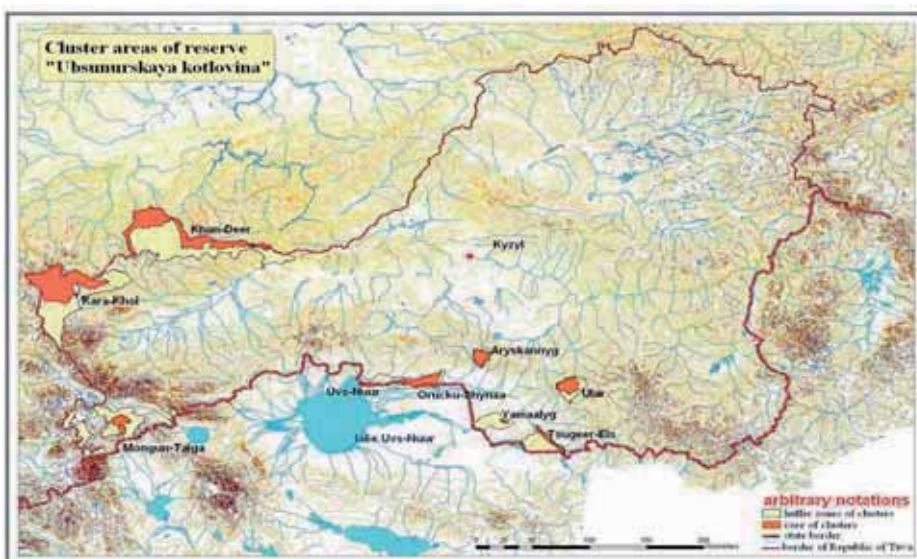 Cluster areas of reserve
"Ubsunurskaya kotlovina"
Khan-Deer
Kyzyl
Kara-Khol
Aryskannyg
Oruku-Shynaa
Ular
Uvs-Nuur
Yamaalyg
lake Uvs-Nuur
Tsugeer-Els
Mongun-Taiga
arbitrary notations
buffer zones of clusters
core of clusters
state border
border of Republic of Tuva